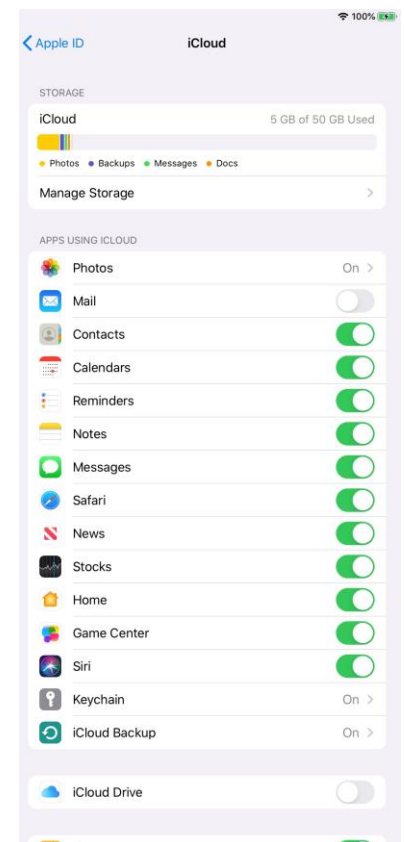 100%
Apple ID iCloud
STORAGE
iCloud 5 GB of 50 GB Used
Photos Backups Messages Docs
Manage Storage
APPS USING ICLOUD
Photos On
Mail
Contacts
Calendars
Reminders
Notes
Messages
Safari
News
Stocks
Home
Game Center
Siri
Keychain On
iCloud Backup On
iCloud Drive